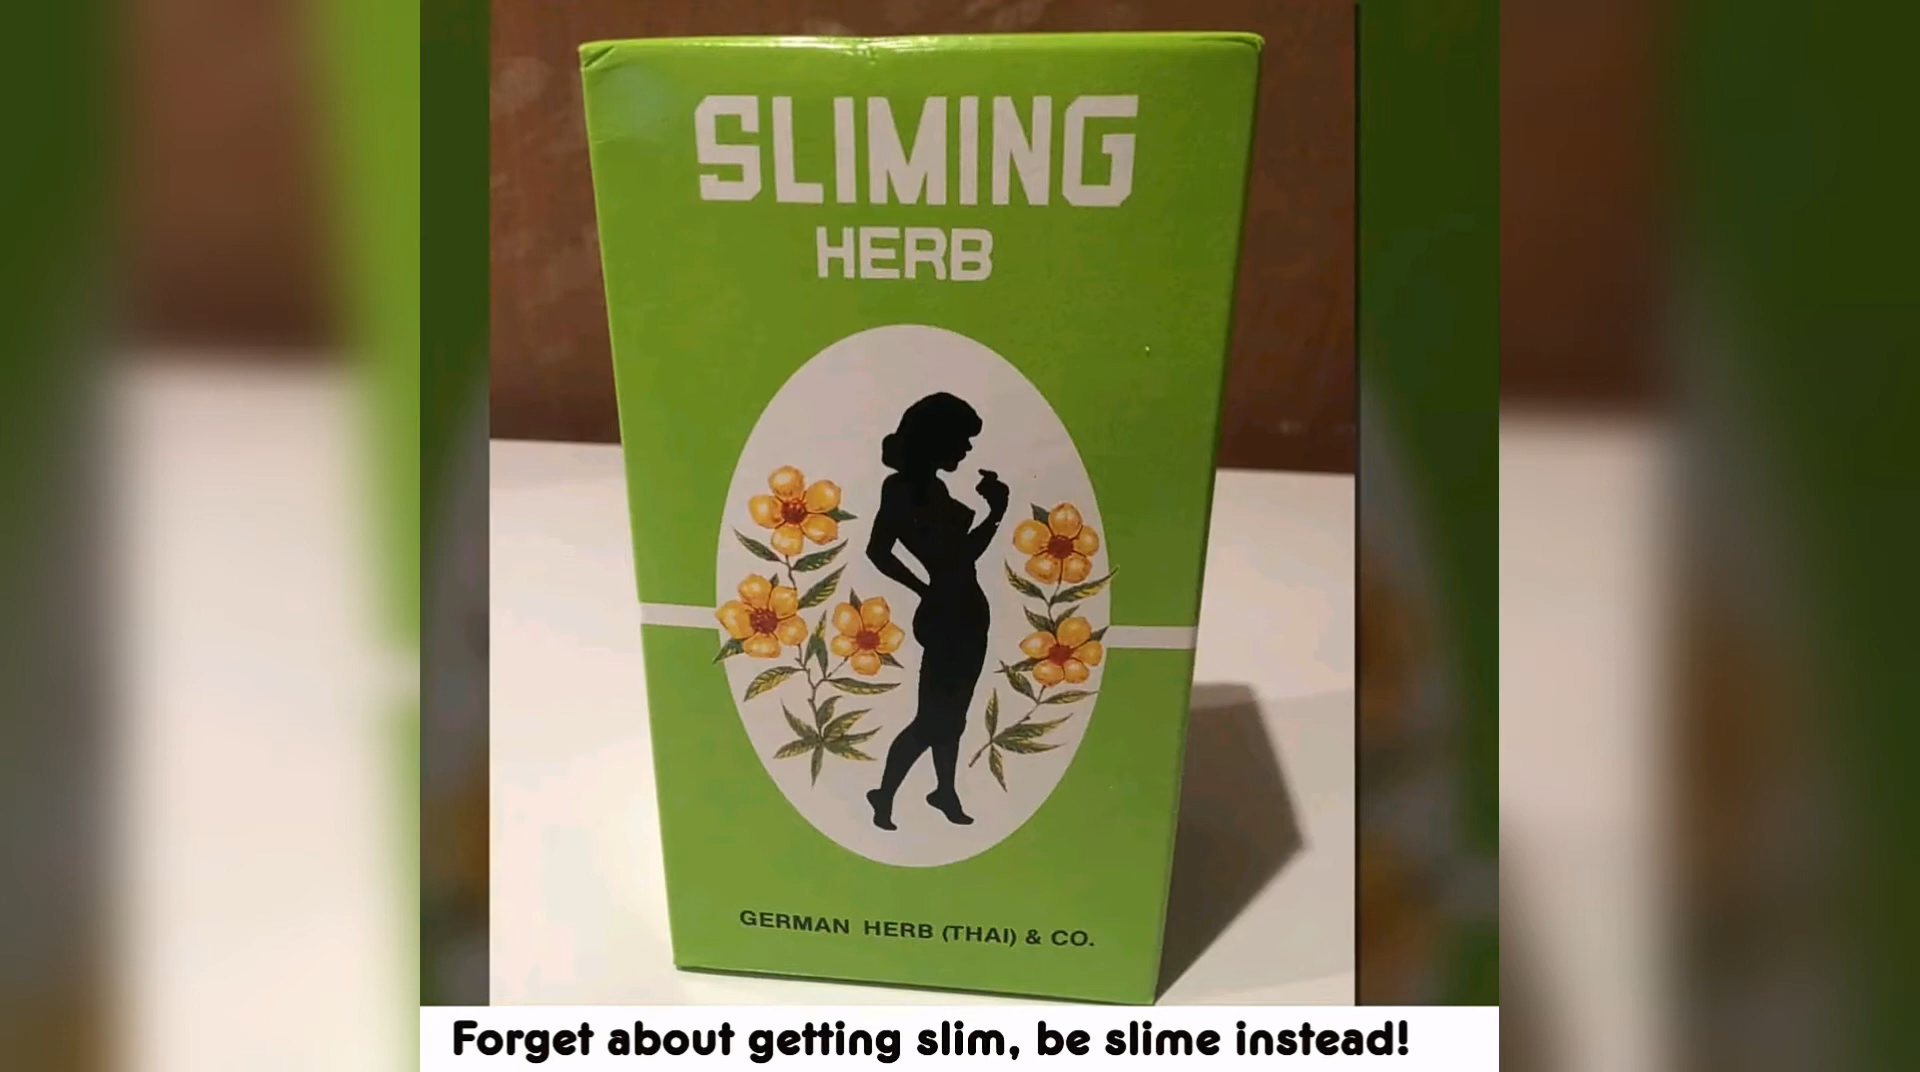 SLIMING
HERB
GERMAN HERB (THAI) & CO.
Forget about getting slim, be slime instead!